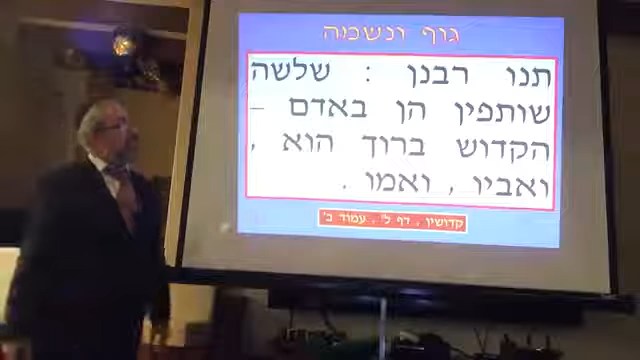 גוף ונשמה
תנו רבנן : שלשה
שותפין הן באדם –
הקדוש ברוך הוא ,
ואביו , ואמו .
קדושין , דף ל' , עמוד ב'